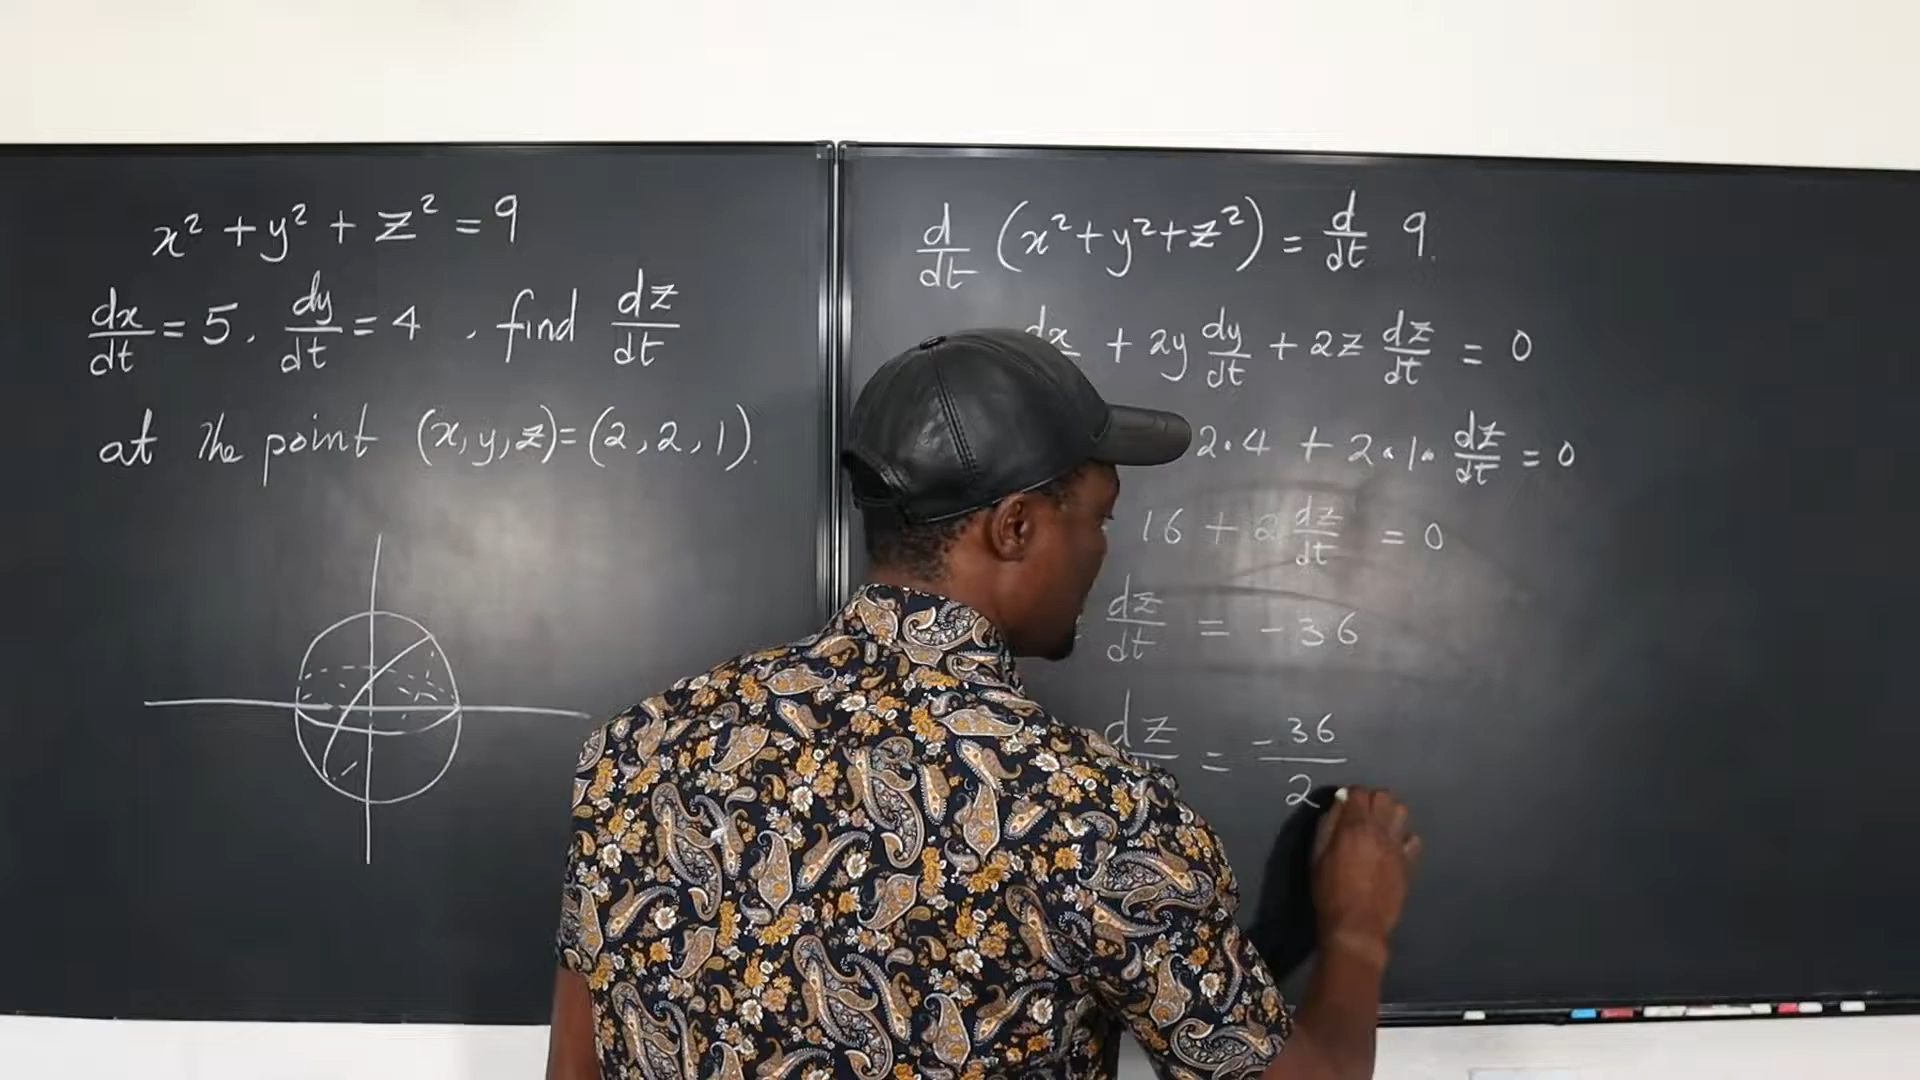 x² + y² + z² = 9
dx/dt = 5, dy/dt = 4, find dz/dt
at the point (x, y, z) = (2, 2, 1).
d/dt (x² + y² + z²) = d/dt 9.
dx + 2y dy/dt + 2z dz/dt = 0
2·4 + 2·1· dz/dt = 0
16 + 2 dz/dt = 0
dz/dt = -36
dz = -36/2